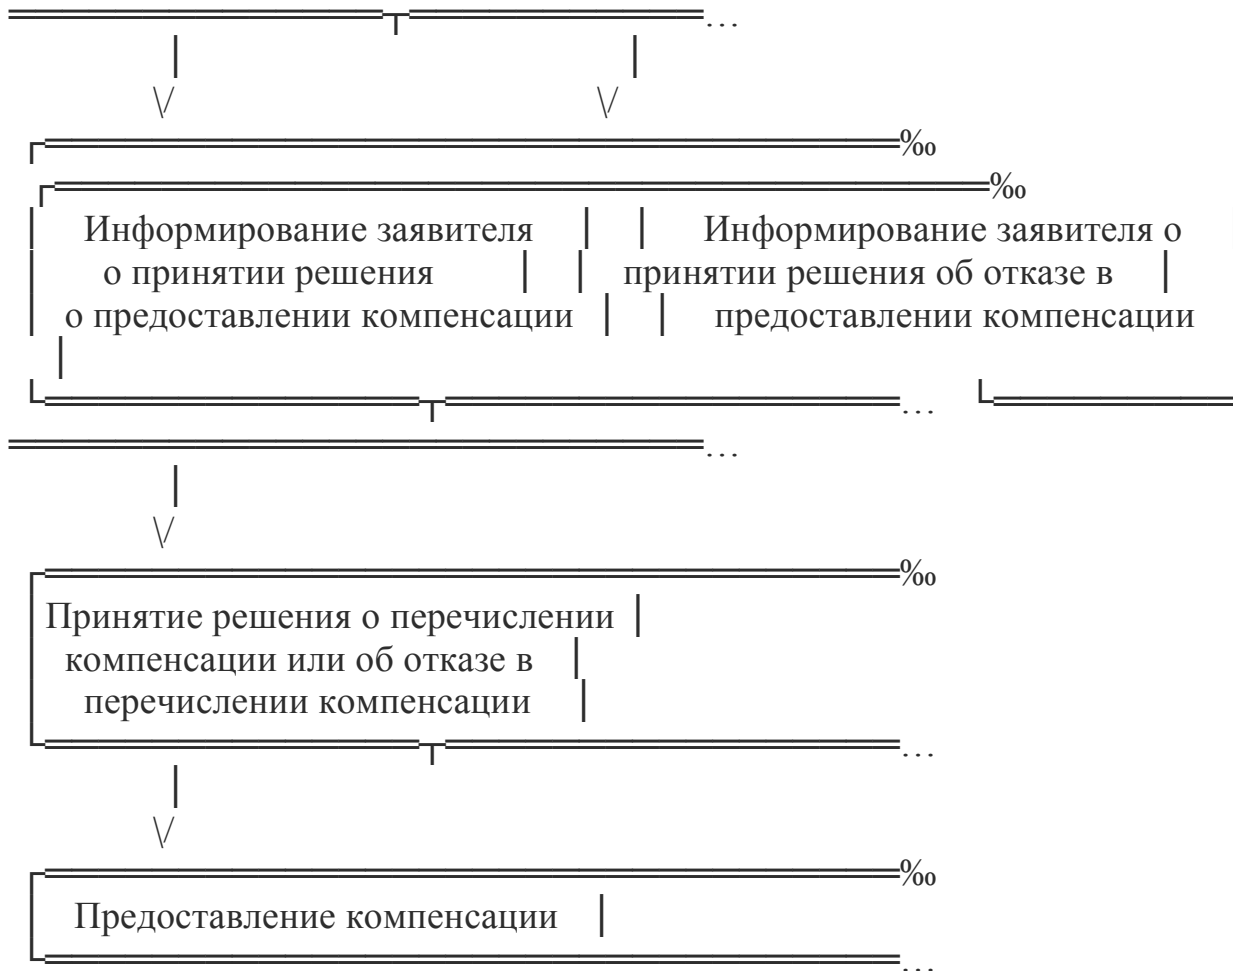 Информирование заявителя | | Информирование заявителя о
о принятии решения | | принятии решения об отказе в |
о предоставлении компенсации | | предоставлении компенсации
Принятие решения о перечислении |
компенсации или об отказе в |
перечислении компенсации |
Предоставление компенсации |